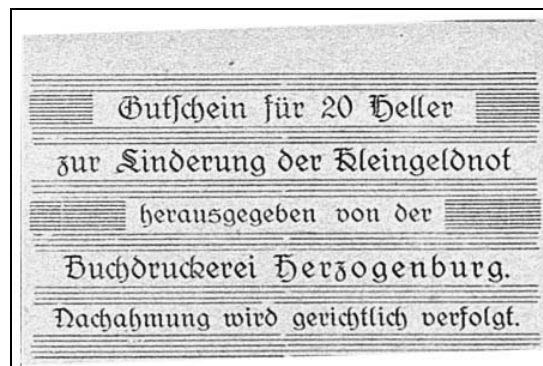 Gutschein für 20 Heller
zur Linderung der Kleingeldnot
herausgegeben von der
Buchdruckerei Herzogenburg.
Nachahmung wird gerichtlich verfolgt.